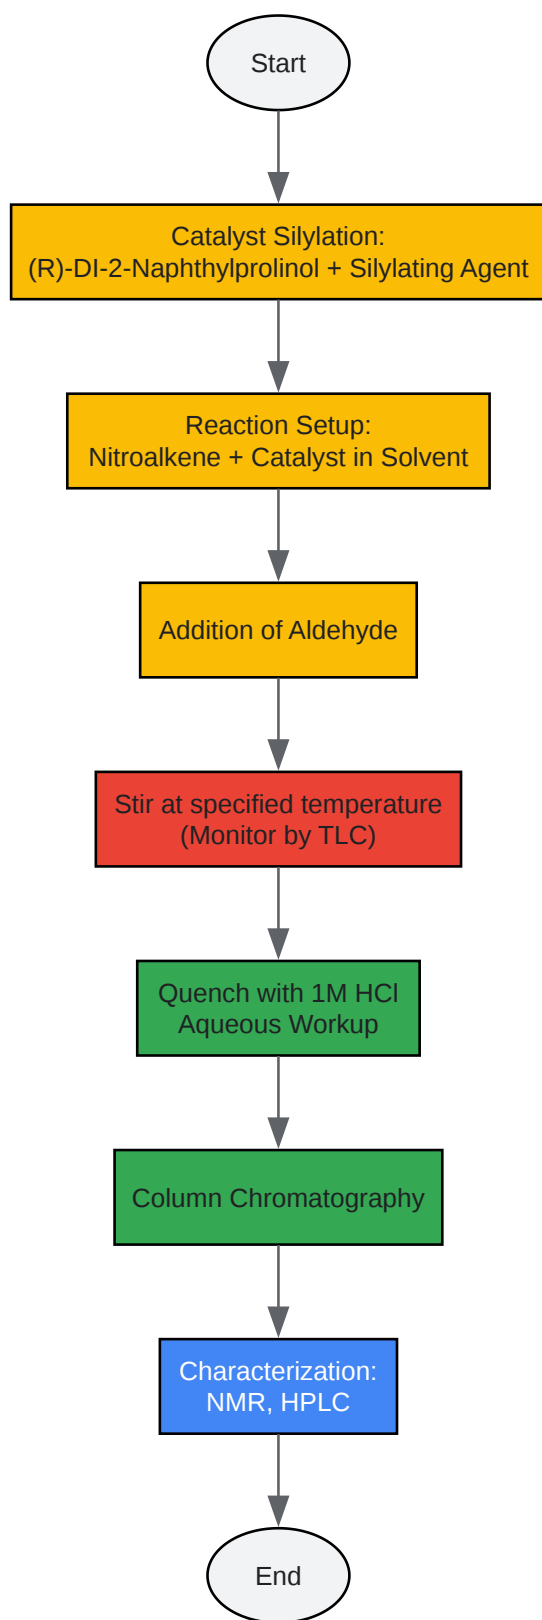 Start
Catalyst Silylation:
(R)-DI-2-Naphthylprolinol + Silylating Agent
Reaction Setup:
Nitroalkene + Catalyst in Solvent
Addition of Aldehyde
Stir at specified temperature
(Monitor by TLC)
Quench with 1M HCl
Aqueous Workup
Column Chromatography
Characterization:
NMR, HPLC
End